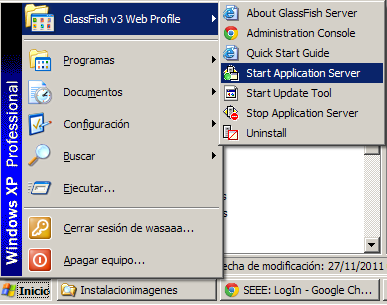 GlassFish v3 Web Profile
Programas
Documentos
Configuración
Buscar
Ejecutar...
Cerrar sesión de wasaaa...
Apagar equipo...
Windows XP Professional
About GlassFish Server
Administration Console
Quick Start Guide
Start Application Server
Start Update Tool
Stop Application Server
Uninstall
echa de modificación: 27/11/2011
Inicio
Instalacionimagenes
SEEE: LogIn - Google Ch...